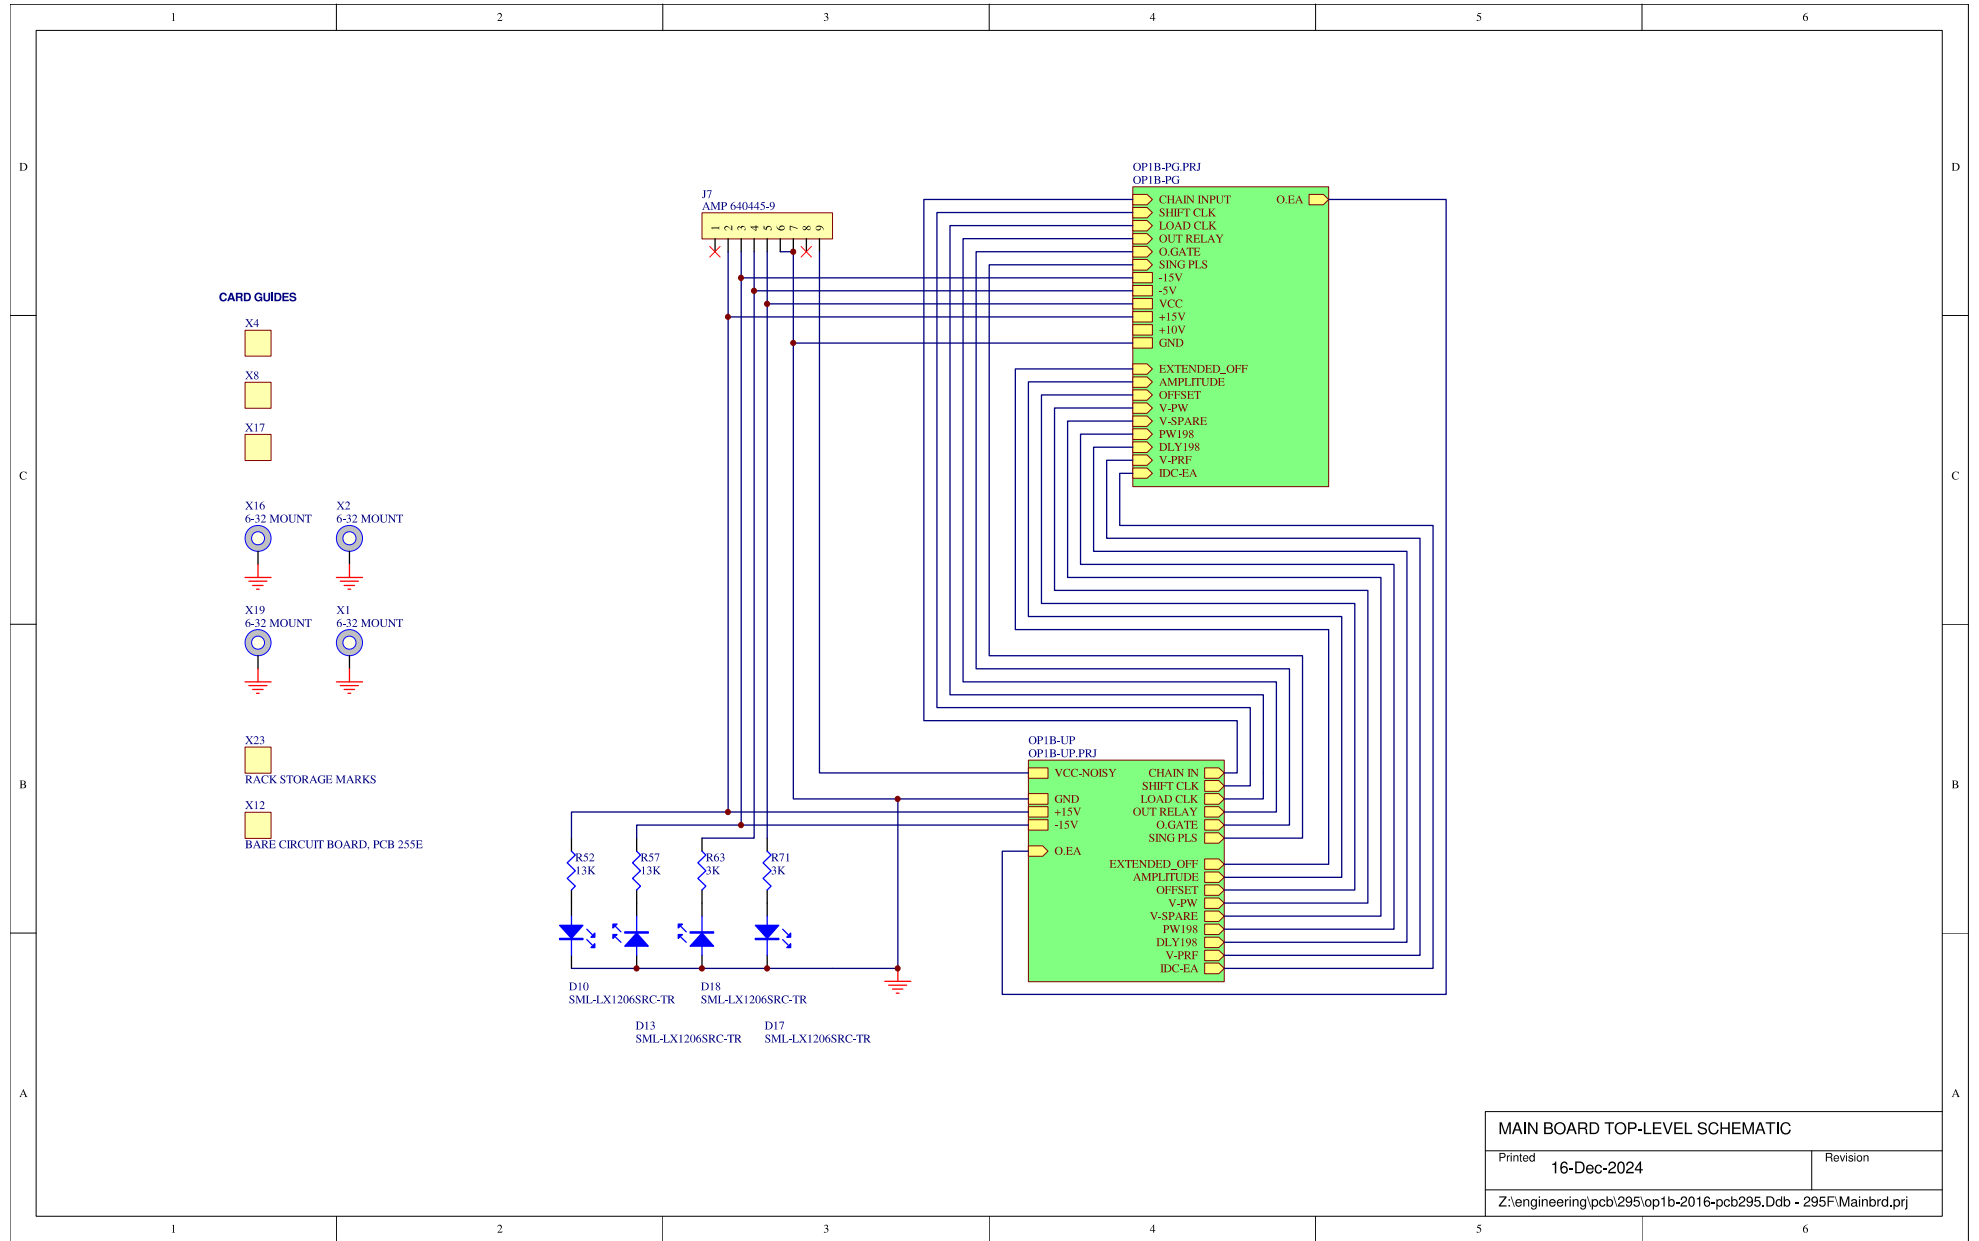 1 2 3 4 5 6
D
D
OP1B-PG.PRJ
OP1B-PG
CHAIN INPUT O.EA
SHIFT CLK
LOAD CLK
OUT RELAY
O.GATE
SING PLS
-15V
-5V
VCC
+15V
+10V
GND
EXTENDED_OFF
AMPLITUDE
OFFSET
V-PW
V-SPARE
PW198
DLY198
V-PRF
IDC-EA
J7
AMP 640445-9
1 2 3 4 5 6 7 8 9
CARD GUIDES
X4
X8
X17
C
C
X16
6-32 MOUNT
X2
6-32 MOUNT
X19
6-32 MOUNT
X1
6-32 MOUNT
X23
RACK STORAGE MARKS
X12
BARE CIRCUIT BOARD, PCB 255E
B
B
OP1B-UP
OP1B-UP.PRJ
VCC-NOISY CHAIN IN
SHIFT CLK
GND LOAD CLK
+15V OUT RELAY
-15V O.GATE
SING PLS
O.EA
EXTENDED_OFF
AMPLITUDE
OFFSET
V-PW
V-SPARE
PW198
DLY198
V-PRF
IDC-EA
R52
13K
R57
13K
R63
3K
R71
3K
D10
SML-LX1206SRC-TR
D18
SML-LX1206SRC-TR
D13
SML-LX1206SRC-TR
D17
SML-LX1206SRC-TR
A
A
MAIN BOARD TOP-LEVEL SCHEMATIC
Printed 16-Dec-2024 Revision
Z:\engineering\pcb\295\op1b-2016-pcb295.Ddb - 295F\Mainbrd.prj
1 2 3 4 5 6